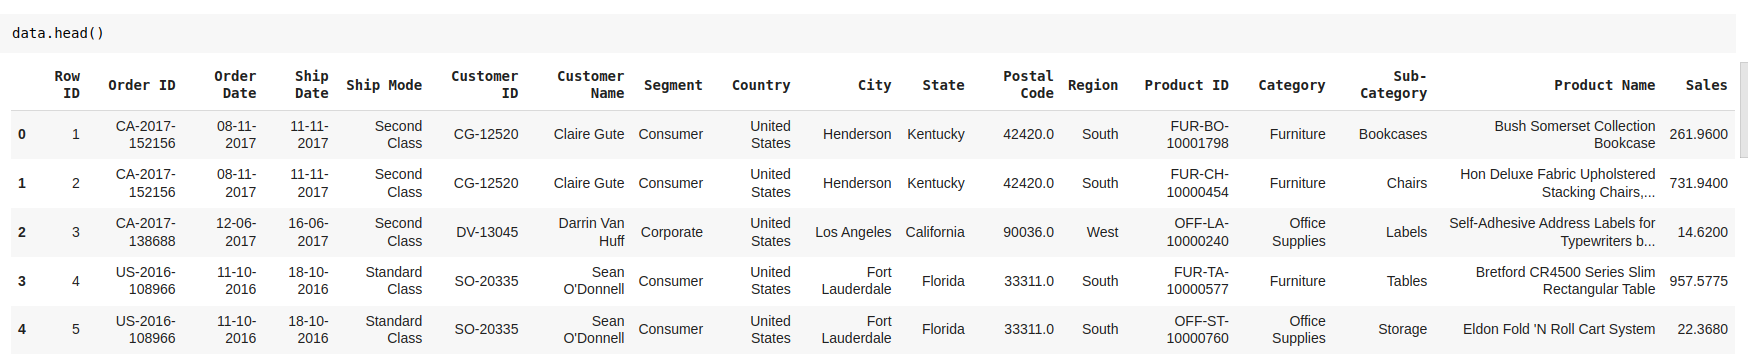 data.head()
Row ID Order ID Order Date Ship Date Ship Mode Customer ID Customer Name Segment Country City State Postal Code Region Product ID Category Sub-Category Product Name Sales
0 1 CA-2017-152156 08-11-2017 11-11-2017 Second Class CG-12520 Claire Gute Consumer United States Henderson Kentucky 42420.0 South FUR-BO-10001798 Furniture Bookcases Bush Somerset Collection Bookcase 261.9600
1 2 CA-2017-152156 08-11-2017 11-11-2017 Second Class CG-12520 Claire Gute Consumer United States Henderson Kentucky 42420.0 South FUR-CH-10000454 Furniture Chairs Hon Deluxe Fabric Upholstered Stacking Chairs,... 731.9400
2 3 CA-2017-138688 12-06-2017 16-06-2017 Second Class DV-13045 Darrin Van Huff Corporate United States Los Angeles California 90036.0 West OFF-LA-10000240 Office Supplies Labels Self-Adhesive Address Labels for Typewriters b... 14.6200
3 4 US-2016-108966 11-10-2016 18-10-2016 Standard Class SO-20335 Sean O'Donnell Consumer United States Fort Lauderdale Florida 33311.0 South FUR-TA-10000577 Furniture Tables Bretford CR4500 Series Slim Rectangular Table 957.5775
4 5 US-2016-108966 11-10-2016 18-10-2016 Standard Class SO-20335 Sean O'Donnell Consumer United States Fort Lauderdale Florida 33311.0 South OFF-ST-10000760 Office Supplies Storage Eldon Fold 'N Roll Cart System 22.3680